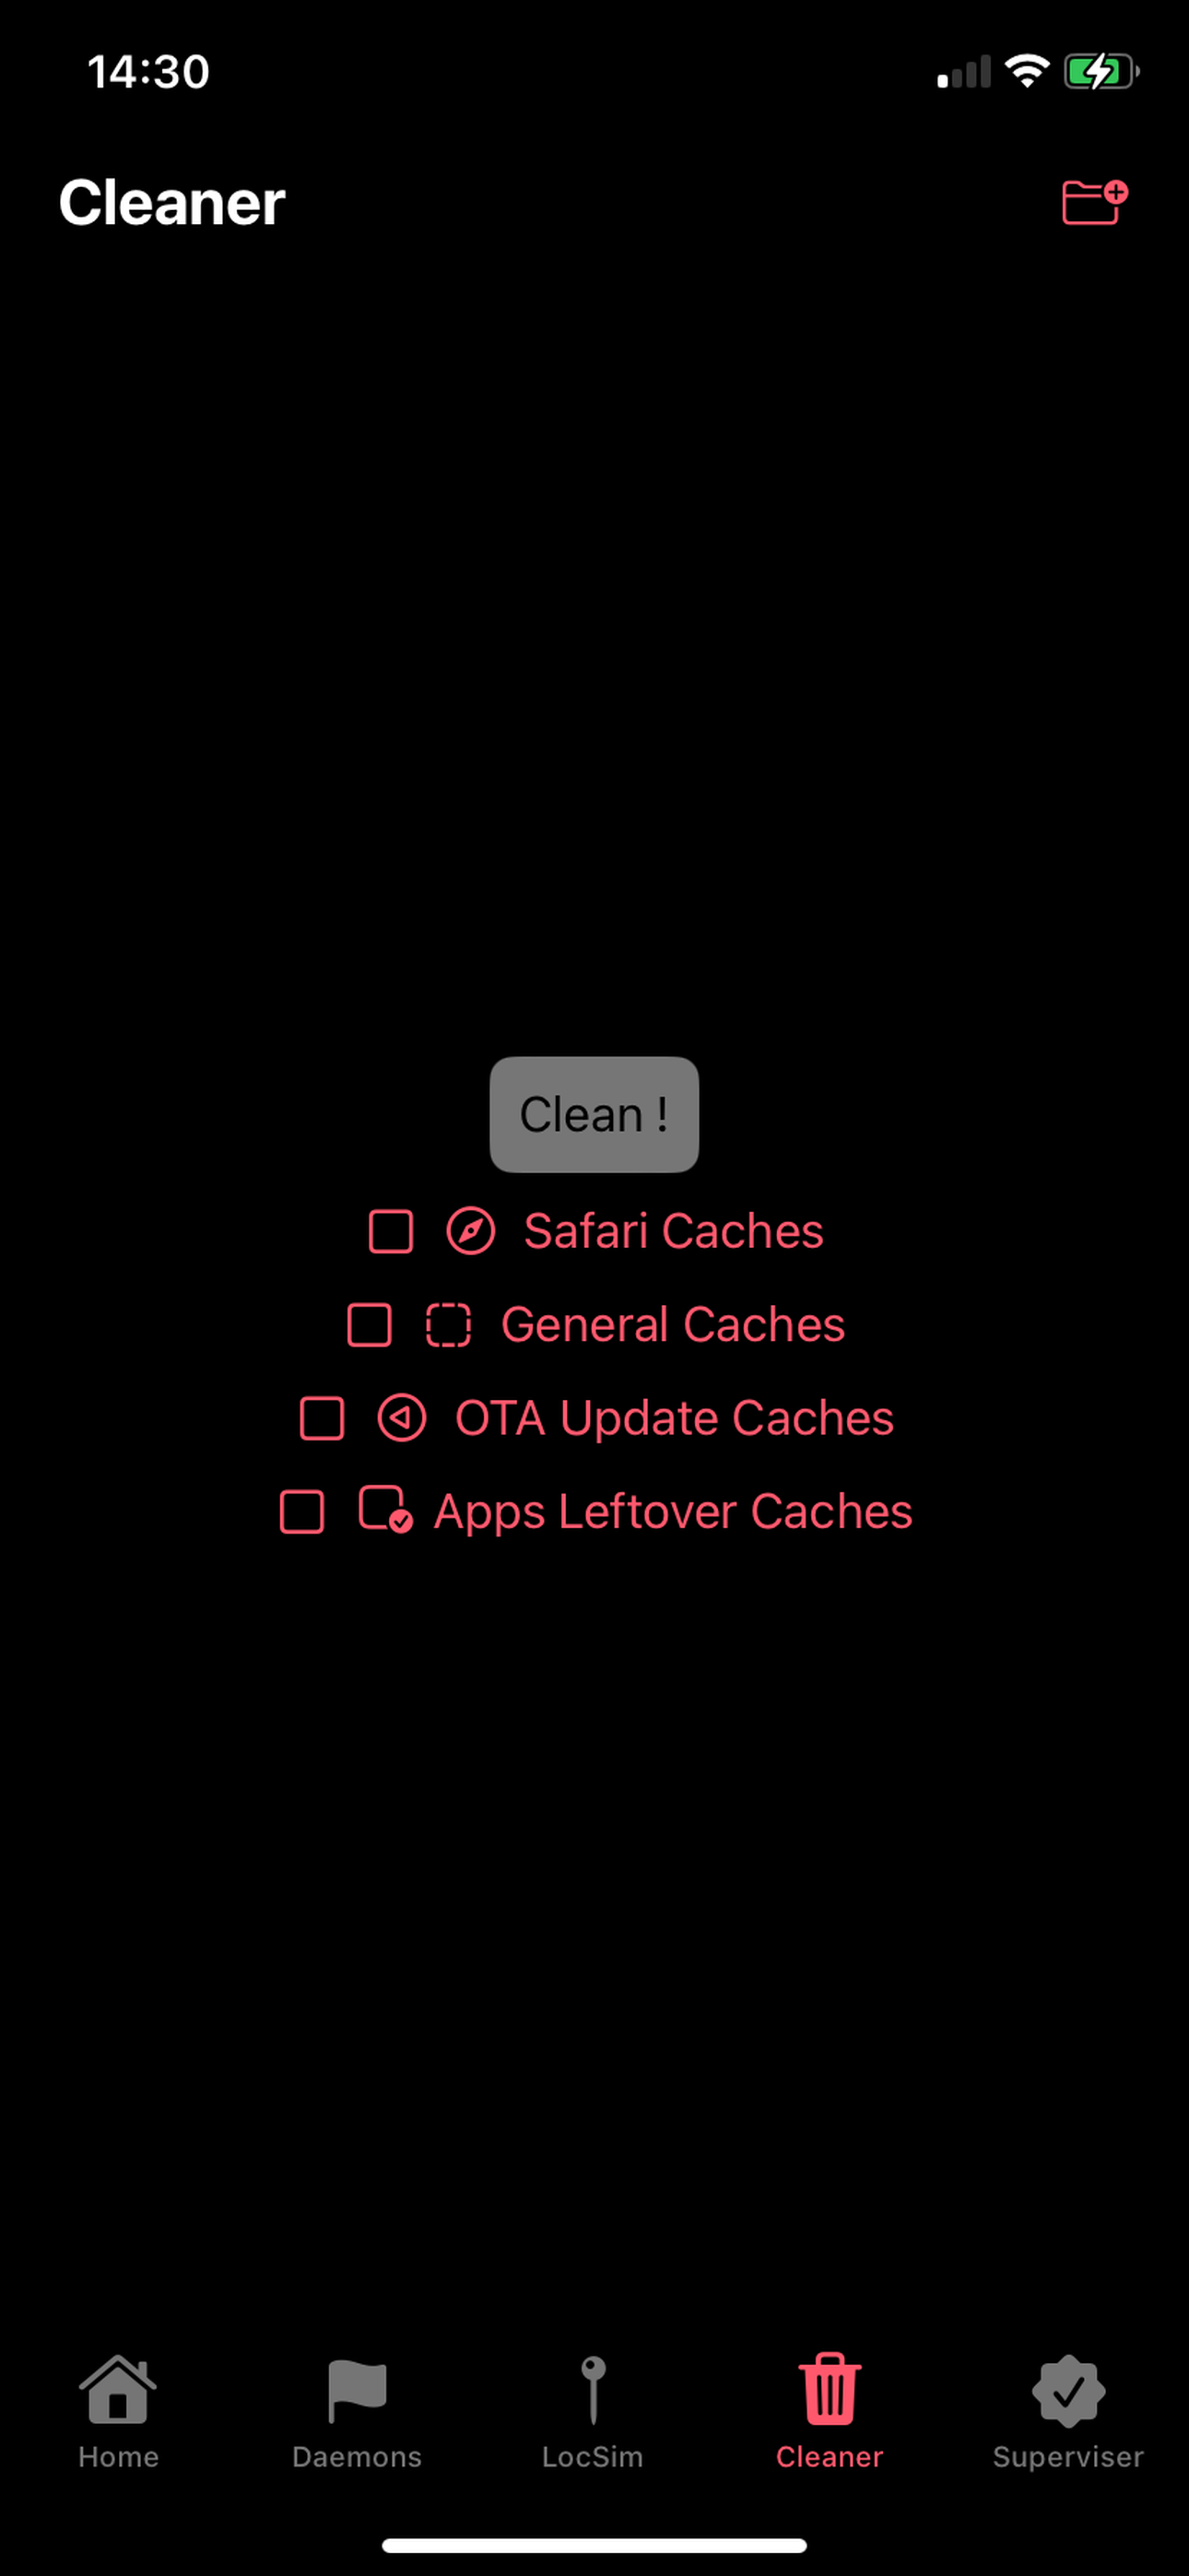 14:30
Cleaner
Clean !
Safari Caches
General Caches
OTA Update Caches
Apps Leftover Caches
Home
Daemons
LocSim
Cleaner
Superviser